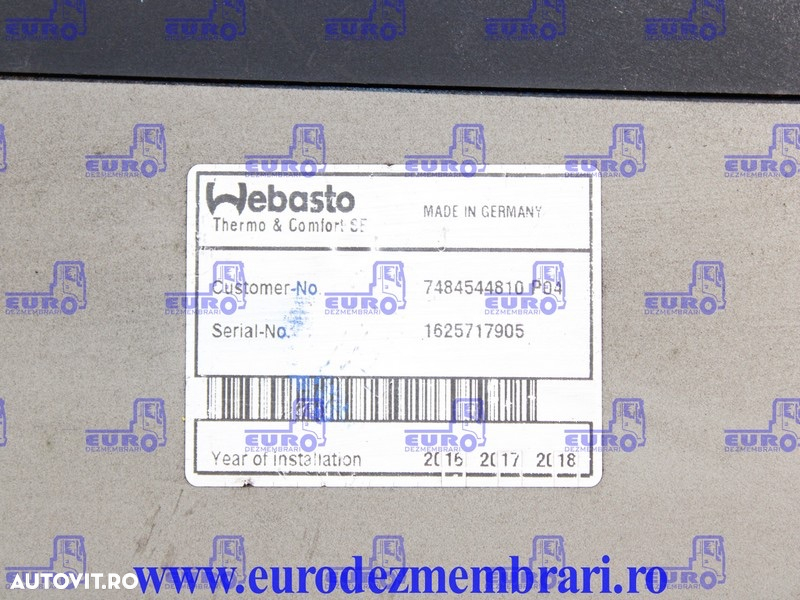 Webasto
Thermo & Comfort SE
MADE IN GERMANY
Customer-No
7484544810 P04
Serial-No.
1625717905
Year of installation
2016 2017 2018
EURO
DEZMEMBRARI
AUTOVIT.RO
www.eurodezmembrari.ro